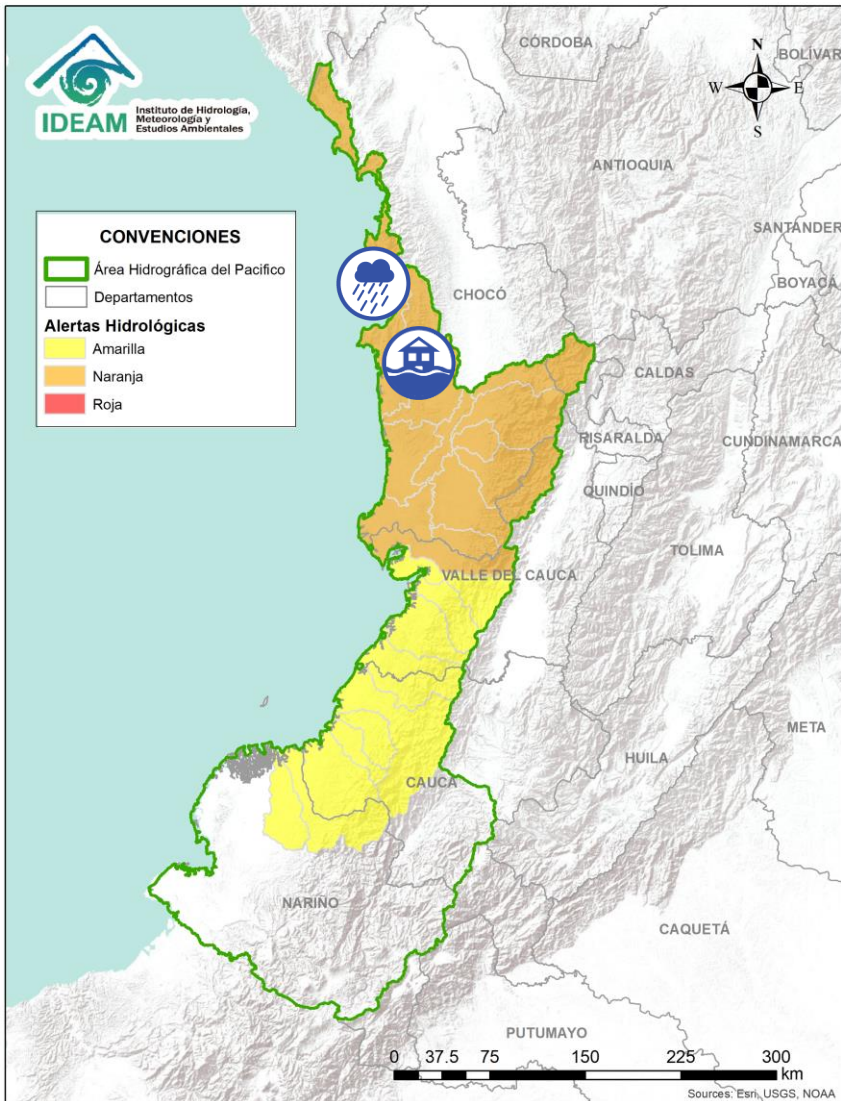 IDEAM
Instituto de Hidrología,
Meteorología y
Estudios Ambientales
CÓRDOBA
BOLÍVAR
N
W E
S
ANTIOQUIA
SANTANDER
BOYACÁ
CONVENCIONES
Área Hidrográfica del Pacifico
Departamentos
Alertas Hidrológicas
Amarilla
Naranja
Roja
CHOCÓ
CALDAS
RISARALDA
CUNDINAMARCA
QUINDÍO
TOLIMA
VALLE DEL CAUCA
META
HUILA
CAUCA
NARIÑO
CAQUETÁ
PUTUMAYO
0 37.5 75 150 225 300
km
Sources: Esri, USGS, NOAA